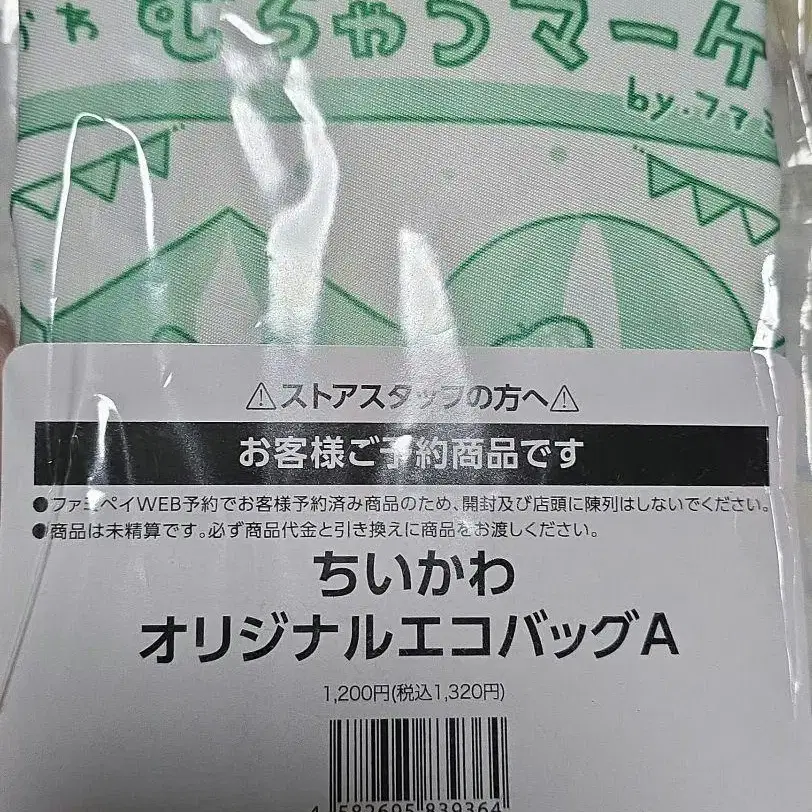 かわ むちゃうマーケ
by.ファミ
⚠ストアスタッフの方へ⚠
お客様ご予約商品です
●ファミペイWEB予約でお客様予約済み商品のため、開封及び店頭に陳列はしないでください。
●商品は未精算です。必ず商品代金と引き換えに商品をお渡しください。
ちいかわ
オリジナルエコバッグA
1,200円(税込1,320円)
4 582695 839364